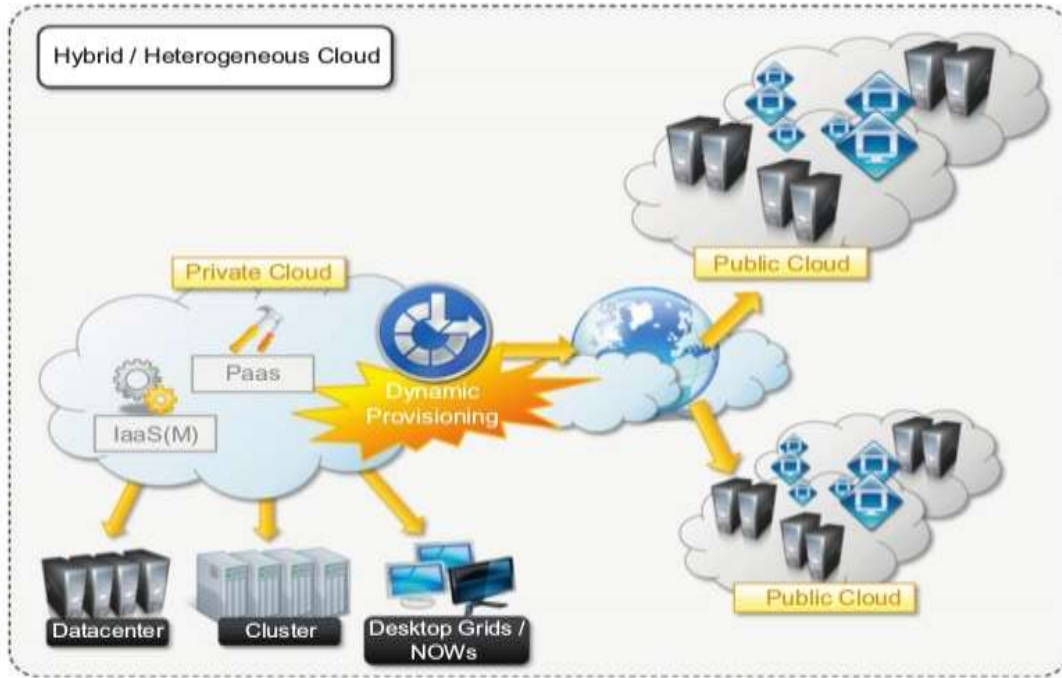 Hybrid / Heterogeneous Cloud
Public Cloud
Private Cloud
Paas
IaaS(M)
Dynamic
Provisioning
Public Cloud
Datacenter
Cluster
Desktop Grids /
NOWs